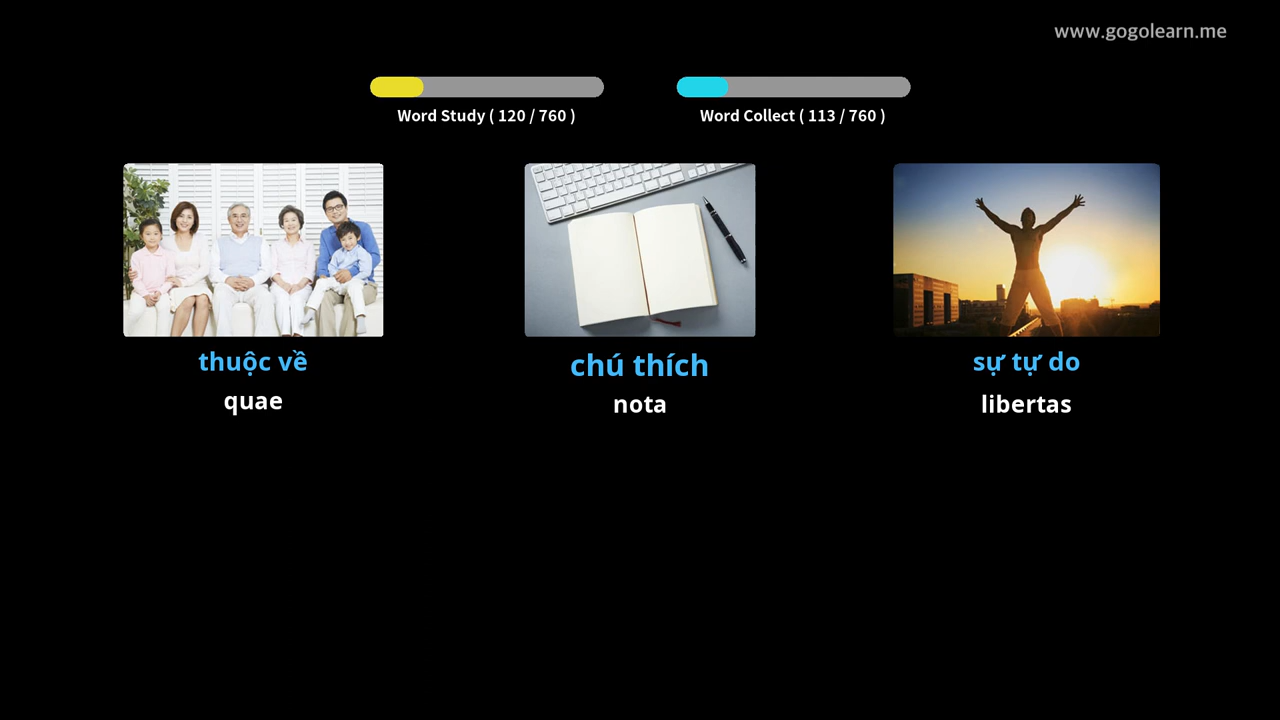 www.gogolearn.me
Word Study ( 120 / 760 )
Word Collect ( 113 / 760 )
thuộc về
quae
chú thích
nota
sự tự do
libertas